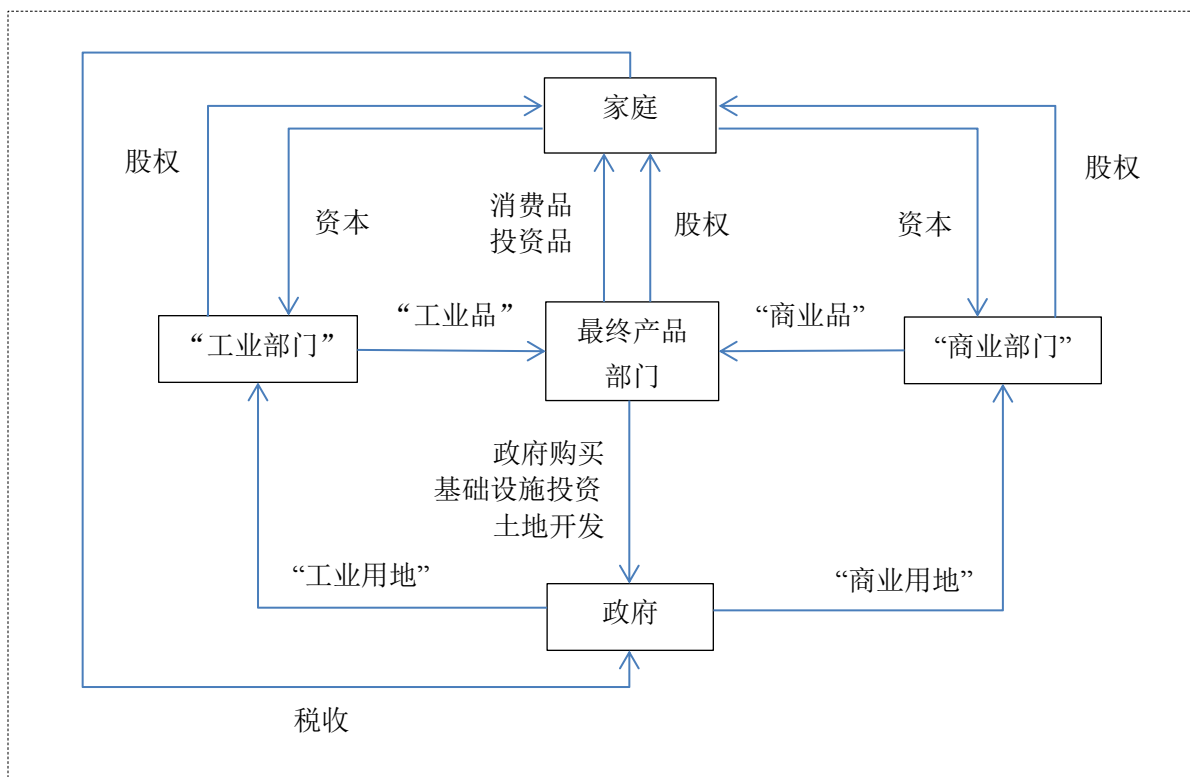 家庭
股权
股权
消费品
投资品
资本
股权
资本
“工业品”
“商业品”
“工业部门”
最终产品
部门
“商业部门”
政府购买
基础设施投资
土地开发
“工业用地”
“商业用地”
政府
税收